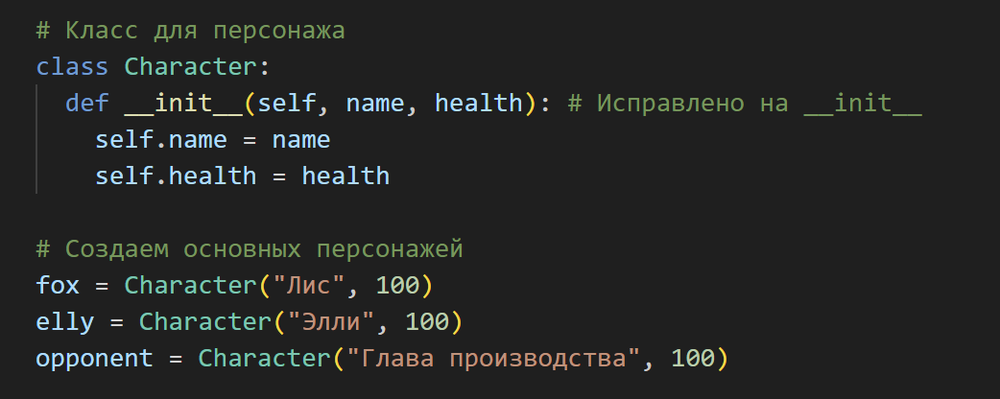 # Класс для персонажа
class Character:
  def __init__(self, name, health): # Исправлено на __init__
    self.name = name
    self.health = health
# Создаем основных персонажей
fox = Character("Лис", 100)
elly = Character("Элли", 100)
opponent = Character("Глава производства", 100)